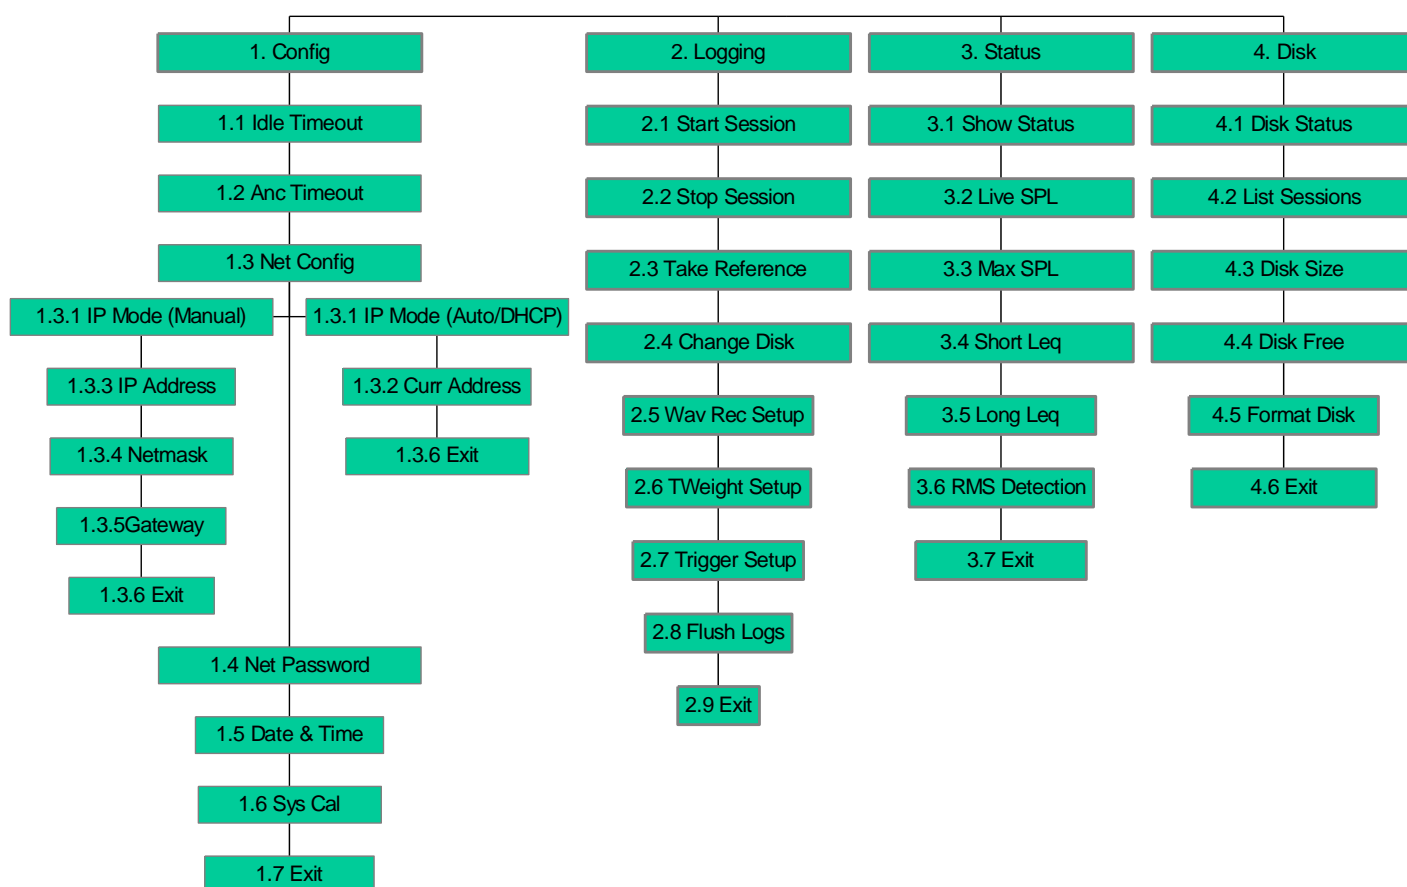 1. Config
1.1 Idle Timeout
1.2 Anc Timeout
1.3 Net Config
1.3.1 IP Mode (Manual)
1.3.3 IP Address
1.3.4 Netmask
1.3.5Gateway
1.3.6 Exit
1.3.1 IP Mode (Auto/DHCP)
1.3.2 Curr Address
1.3.6 Exit
1.4 Net Password
1.5 Date & Time
1.6 Sys Cal
1.7 Exit
2. Logging
2.1 Start Session
2.2 Stop Session
2.3 Take Reference
2.4 Change Disk
2.5 Wav Rec Setup
2.6 TWeight Setup
2.7 Trigger Setup
2.8 Flush Logs
2.9 Exit
3. Status
3.1 Show Status
3.2 Live SPL
3.3 Max SPL
3.4 Short Leq
3.5 Long Leq
3.6 RMS Detection
3.7 Exit
4. Disk
4.1 Disk Status
4.2 List Sessions
4.3 Disk Size
4.4 Disk Free
4.5 Format Disk
4.6 Exit